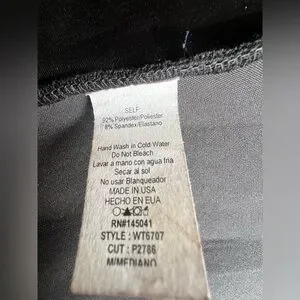 SELF:
92% Polyester/Poliester
8% Spandex/Elastano
Hand Wash in Cold Water
Do Not Bleach
Lavar a mano con agua fria
Secar al sol
No usar Blanqueador
MADE IN USA
HECHO EN EUA
RN#145041
STYLE : WT6707
CUT : P2786
M/MEDIANO